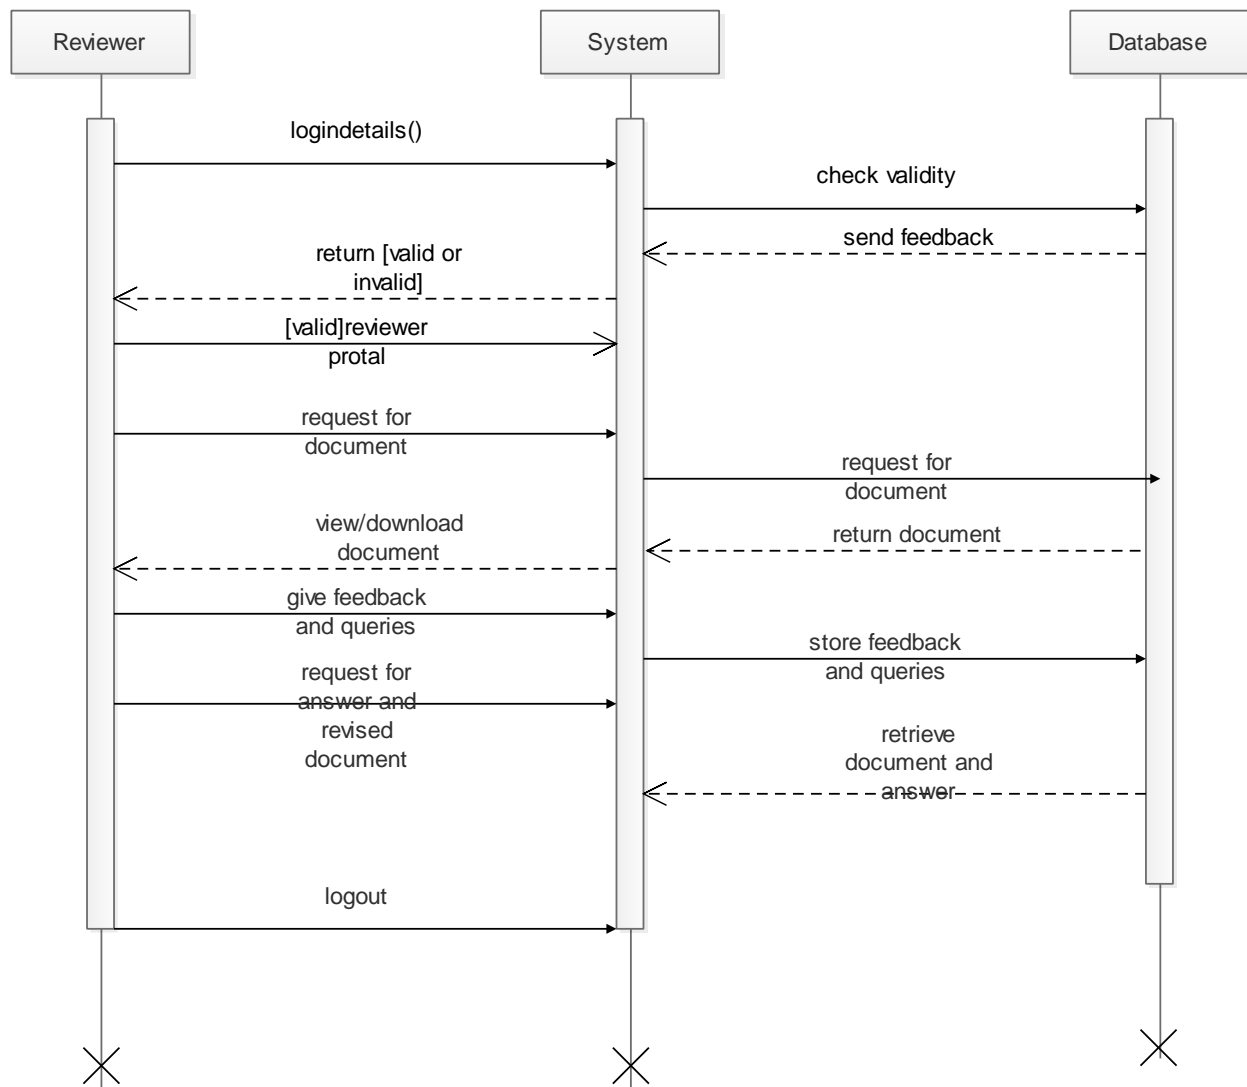 Reviewer
System
Database
logindetails()
check validity
send feedback
return [valid or
invalid]
[valid]reviewer
protal
request for
document
request for
document
return document
view/download
document
give feedback
and queries
store feedback
and queries
request for
answer and
revised
document
retrieve
document and
answer
logout